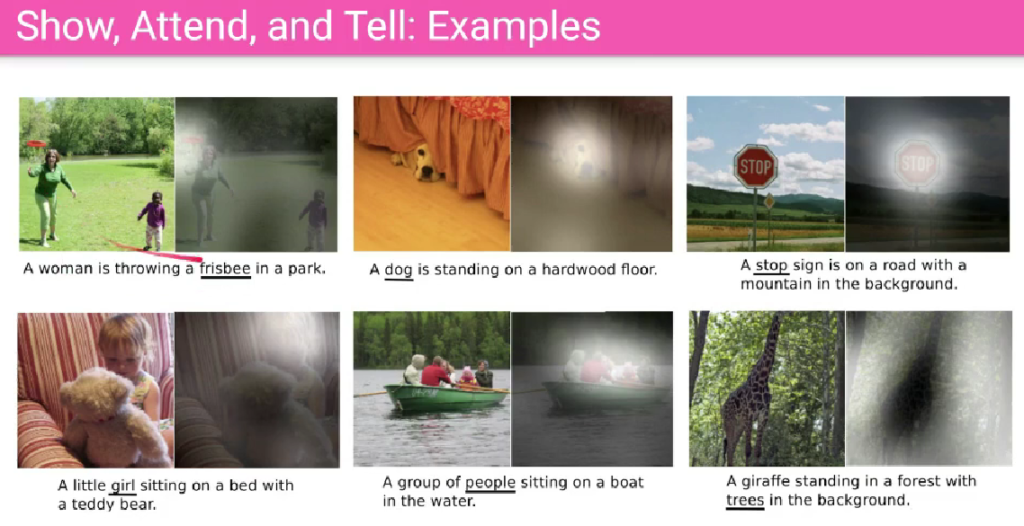 Show, Attend, and Tell: Examples
STOP
STOP
A woman is throwing a frisbee in a park.
A dog is standing on a hardwood floor.
A stop sign is on a road with a
mountain in the background.
A little girl sitting on a bed with
a teddy bear.
A group of people sitting on a boat
in the water.
A giraffe standing in a forest with
trees in the background.